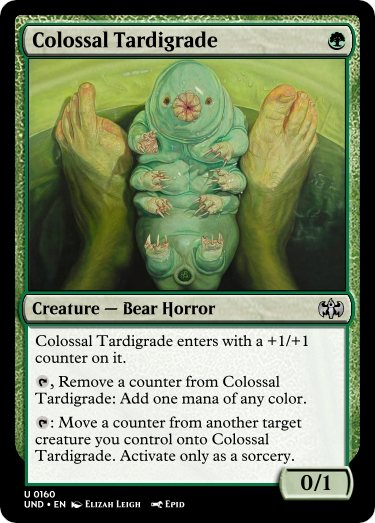 Colossal Tardigrade
Creature — Bear Horror
Colossal Tardigrade enters with a +1/+1
counter on it.
, Remove a counter from Colossal
Tardigrade: Add one mana of any color.
: Move a counter from another target
creature you control onto Colossal
Tardigrade. Activate only as a sorcery.
0/1
U 0160
UND • EN Elizah Leigh Epid